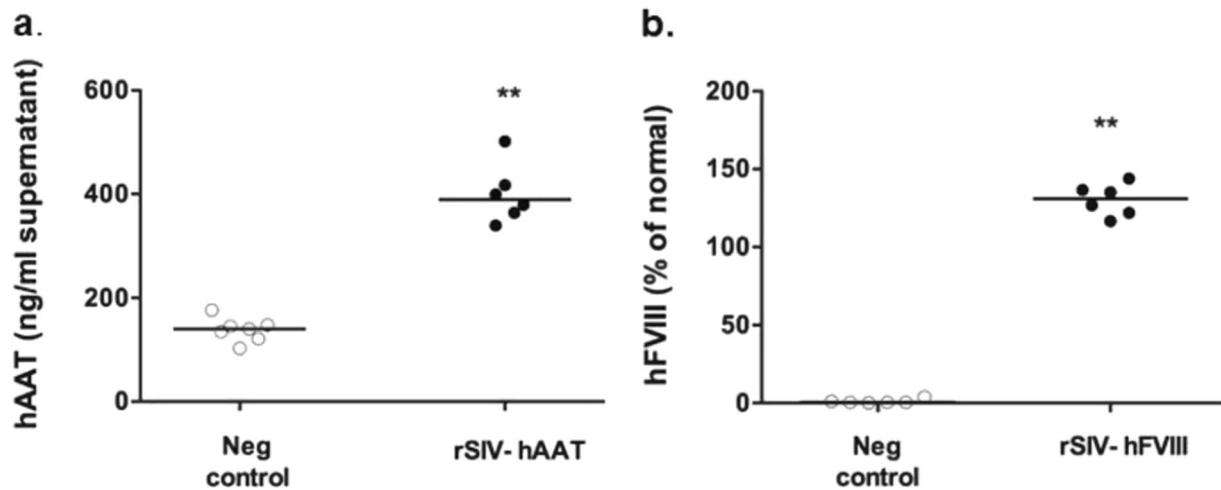 a.
hAAT (ng/ml supernatant)
600
400
200
0
**
Neg
control
rSIV- hAAT
b.
hFVIII (% of normal)
200
150
100
50
0
**
Neg
control
rSIV- hFVIII